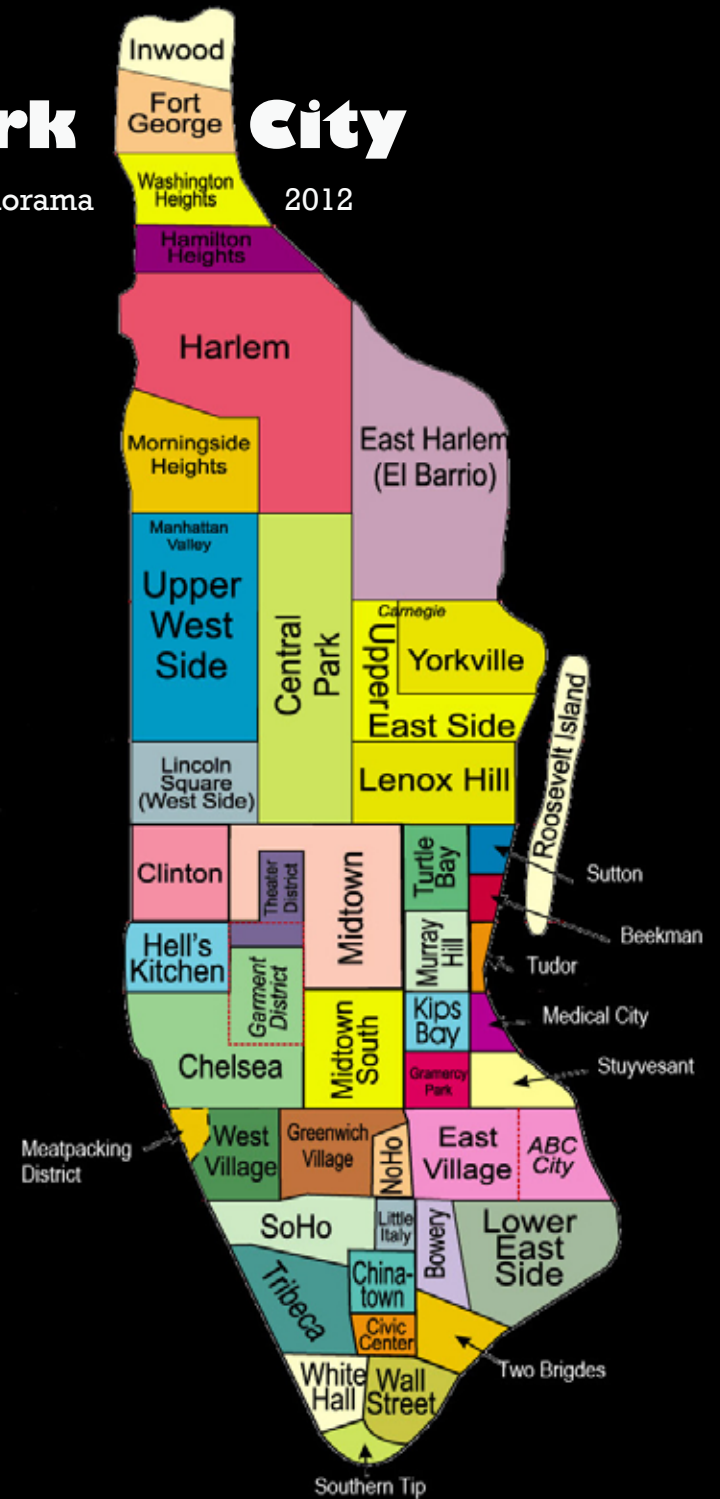 Inwood
Fort
George
rk City
orama 2012
Washington
Heights
Hamilton
Heights
Harlem
East Harlem
(El Barrio)
Morningside
Heights
Manhattan
Valley
Upper
West
Side
Central
Park
Carnegie
Upper
Yorkville
East Side
Lincoln
Square
(West Side)
Lenox Hill
Roosevelt Island
Clinton
Theater
District
Midtown
Turtle
Bay
Sutton
Beekman
Hell's
Kitchen
Murray
Hill
Tudor
Garment
District
Midtown
South
Kips
Bay
Medical City
Chelsea
Gramercy
Park
Stuyvesant
Meatpacking
District
West
Village
Greenwich
Village
NoHo
East
Village
ABC
City
SoHo
Little
Italy
Bowery
Lower
East
Side
Tribeca
China-
town
Civic
Center
Two Brigdes
White
Hall
Wall
Street
Southern Tip